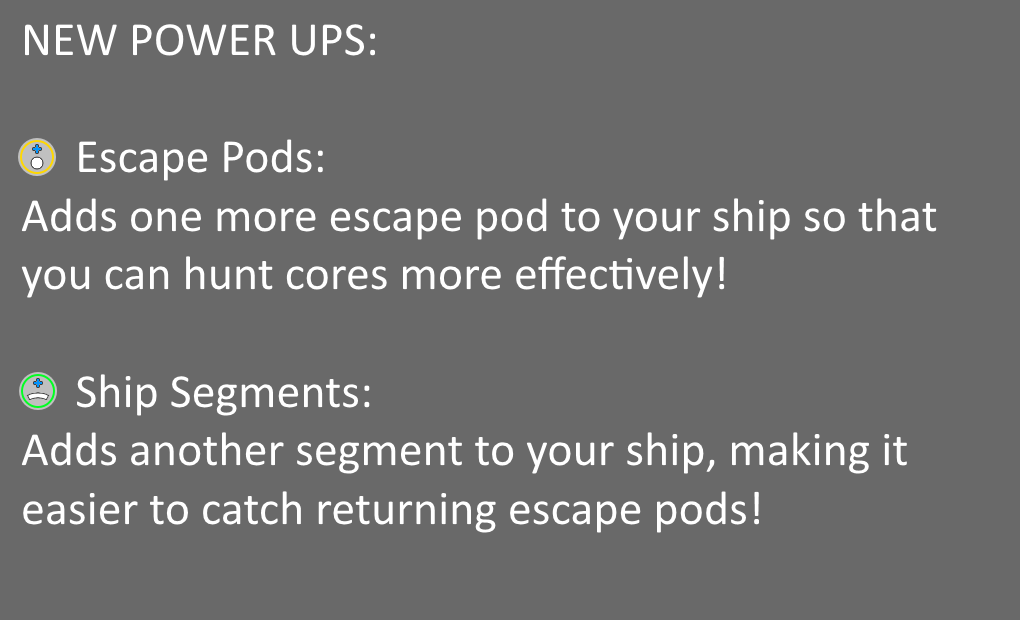 NEW POWER UPS:
Escape Pods:
Adds one more escape pod to your ship so that
you can hunt cores more effectively!
Ship Segments:
Adds another segment to your ship, making it
easier to catch returning escape pods!